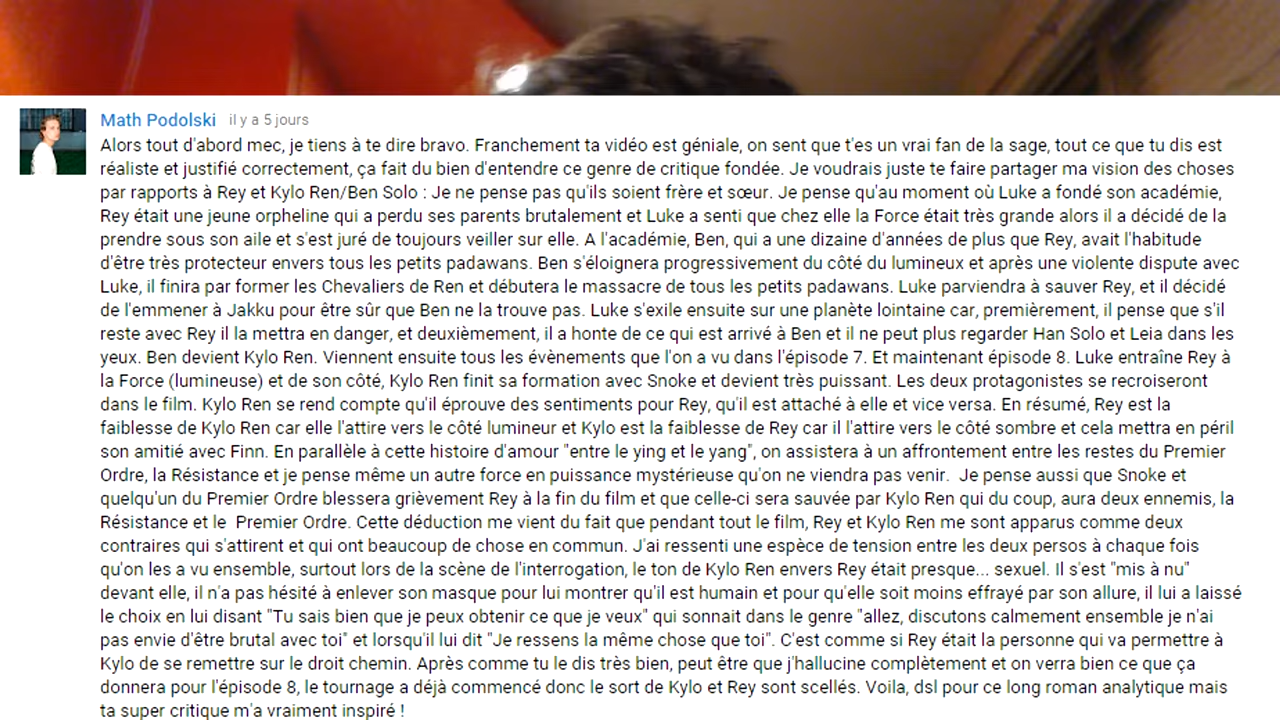 Math Podolski il y a 5 jours
Alors tout d'abord mec, je tiens à te dire bravo. Franchement ta vidéo est géniale, on sent que t'es un vrai fan de la sage, tout ce que tu dis est
réaliste et justifié correctement, ça fait du bien d'entendre ce genre de critique fondée. Je voudrais juste te faire partager ma vision des choses
par rapports à Rey et Kylo Ren/Ben Solo : Je ne pense pas qu'ils soient frère et sœur. Je pense qu'au moment où Luke a fondé son académie,
Rey était une jeune orpheline qui a perdu ses parents brutalement et Luke a senti que chez elle la Force était très grande alors il a décidé de la
prendre sous son aile et s'est juré de toujours veiller sur elle. A l'académie, Ben, qui a une dizaine d'années de plus que Rey, avait l'habitude
d'être très protecteur envers tous les petits padawans. Ben s'éloignera progressivement du côté du lumineux et après une violente dispute avec
Luke, il finira par former les Chevaliers de Ren et débutera le massacre de tous les petits padawans. Luke parviendra à sauver Rey, et il décidé
de l'emmener à Jakku pour être sûr que Ben ne la trouve pas. Luke s'exile ensuite sur une planète lointaine car, premièrement, il pense que s'il
reste avec Rey il la mettra en danger, et deuxièmement, il a honte de ce qui est arrivé à Ben et il ne peut plus regarder Han Solo et Leia dans les
yeux. Ben devient Kylo Ren. Viennent ensuite tous les évènements que l'on a vu dans l'épisode 7. Et maintenant épisode 8. Luke entraîne Rey à
la Force (lumineuse) et de son côté, Kylo Ren finit sa formation avec Snoke et devient très puissant. Les deux protagonistes se recroiseront
dans le film. Kylo Ren se rend compte qu'il éprouve des sentiments pour Rey, qu'il est attaché à elle et vice versa. En résumé, Rey est la
faiblesse de Kylo Ren car elle l'attire vers le côté lumineur et Kylo est la faiblesse de Rey car il l'attire vers le côté sombre et cela mettra en péril
son amitié avec Finn. En parallèle à cette histoire d'amour "entre le ying et le yang", on assistera à un affrontement entre les restes du Premier
Ordre, la Résistance et je pense même un autre force en puissance mystérieuse qu'on ne viendra pas venir.  Je pense aussi que Snoke et
quelqu'un du Premier Ordre blessera grièvement Rey à la fin du film et que celle-ci sera sauvée par Kylo Ren qui du coup, aura deux ennemis, la
Résistance et le  Premier Ordre. Cette déduction me vient du fait que pendant tout le film, Rey et Kylo Ren me sont apparus comme deux
contraires qui s'attirent et qui ont beaucoup de chose en commun. J'ai ressenti une espèce de tension entre les deux persos à chaque fois
qu'on les a vu ensemble, surtout lors de la scène de l'interrogation, le ton de Kylo Ren envers Rey était presque... sexuel. Il s'est "mis à nu"
devant elle, il n'a pas hésité à enlever son masque pour lui montrer qu'il est humain et pour qu'elle soit moins effrayé par son allure, il lui a laissé
le choix en lui disant "Tu sais bien que je peux obtenir ce que je veux" qui sonnait dans le genre "allez, discutons calmement ensemble je n'ai
pas envie d'être brutal avec toi" et lorsqu'il lui dit "Je ressens la même chose que toi". C'est comme si Rey était la personne qui va permettre à
Kylo de se remettre sur le droit chemin. Après comme tu le dis très bien, peut être que j'hallucine complètement et on verra bien ce que ça
donnera pour l'épisode 8, le tournage a déjà commencé donc le sort de Kylo et Rey sont scellés. Voila, dsl pour ce long roman analytique mais
ta super critique m'a vraiment inspiré !